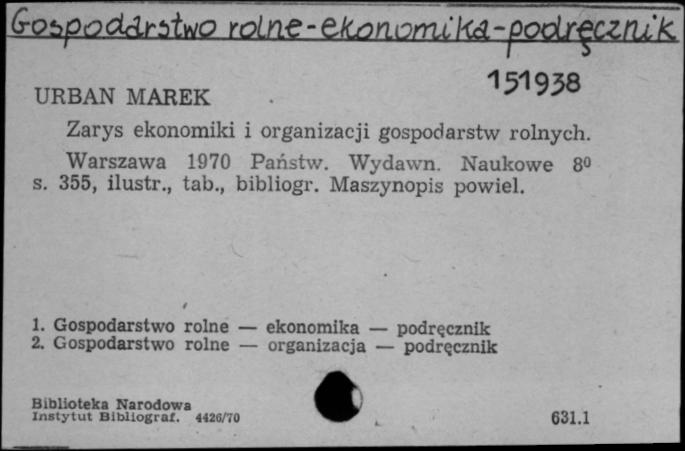 Gospodarstwo rolne-ekonomika-podręcznik
151938
URBAN MAREK
Zarys ekonomiki i organizacji gospodarstw rolnych.
Warszawa 1970 Państw. Wydawn. Naukowe 8⁰
s. 355, ilustr., tab., bibliogr. Maszynopis powiel.
1. Gospodarstwo rolne — ekonomika — podręcznik
2. Gospodarstwo rolne — organizacja — podręcznik
Biblioteka Narodowa
Instytut Bibliograf. 4426/70
631.1